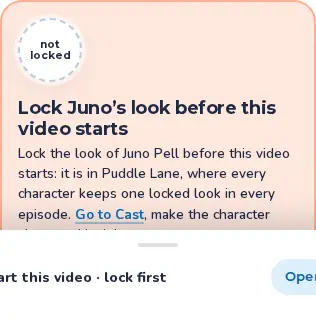 not
locked
Lock Juno’s look before this
video starts
Lock the look of Juno Pell before this video
starts: it is in Puddle Lane, where every
character keeps one locked look in every
episode. Go to Cast, make the character
art this video · lock first
Oper